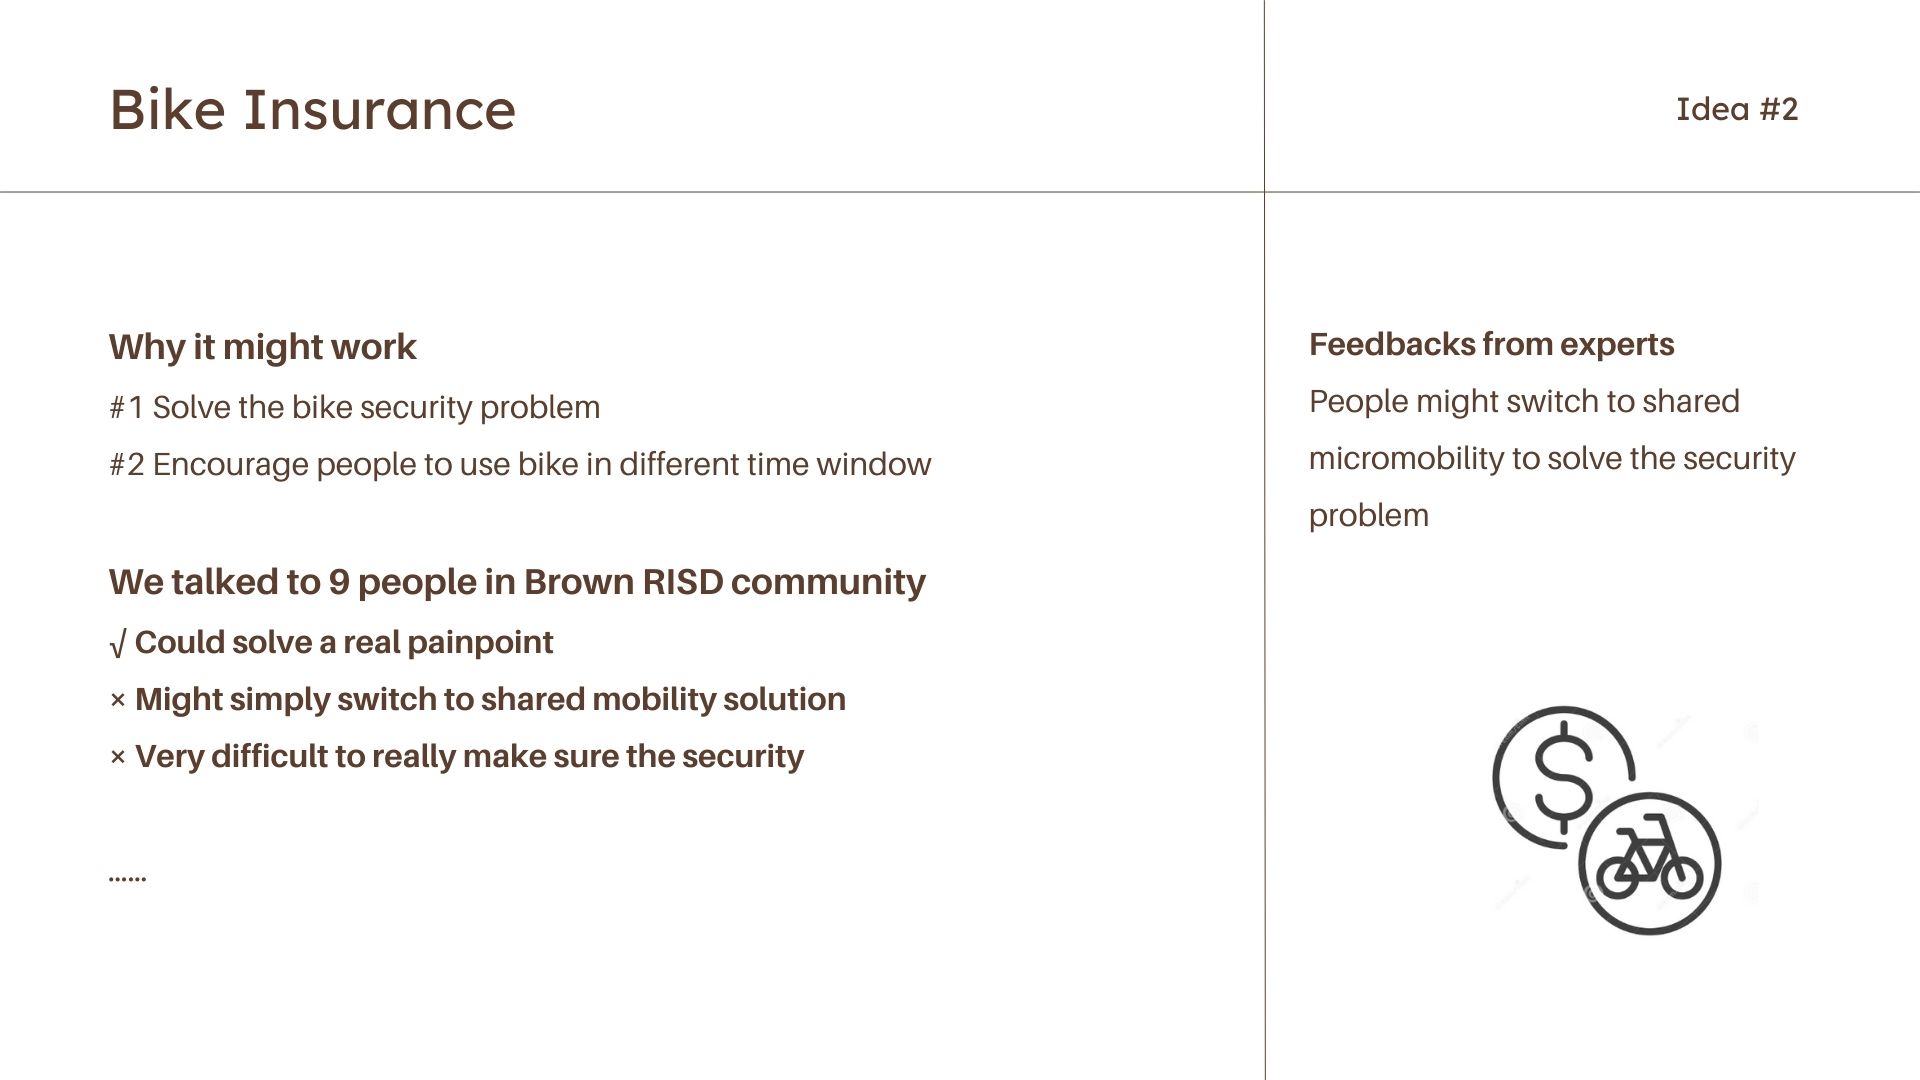 Bike Insurance
Idea #2
Why it might work
#1 Solve the bike security problem
#2 Encourage people to use bike in different time window
We talked to 9 people in Brown RISD community
√ Could solve a real painpoint
× Might simply switch to shared mobility solution
× Very difficult to really make sure the security
......
Feedbacks from experts
People might switch to shared
micromobility to solve the security
problem
$